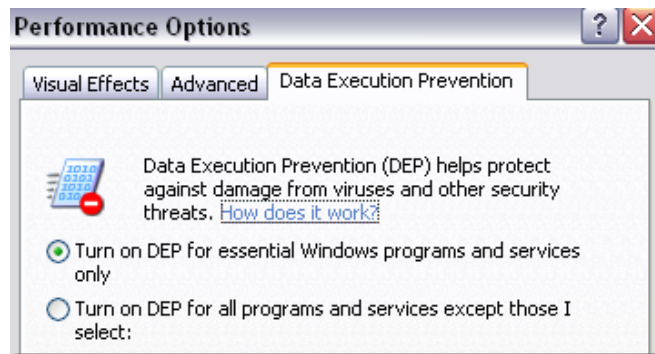 Performance Options
Visual Effects Advanced Data Execution Prevention
Data Execution Prevention (DEP) helps protect
against damage from viruses and other security
threats. How does it work?
Turn on DEP for essential Windows programs and services
only
Turn on DEP for all programs and services except those I
select: